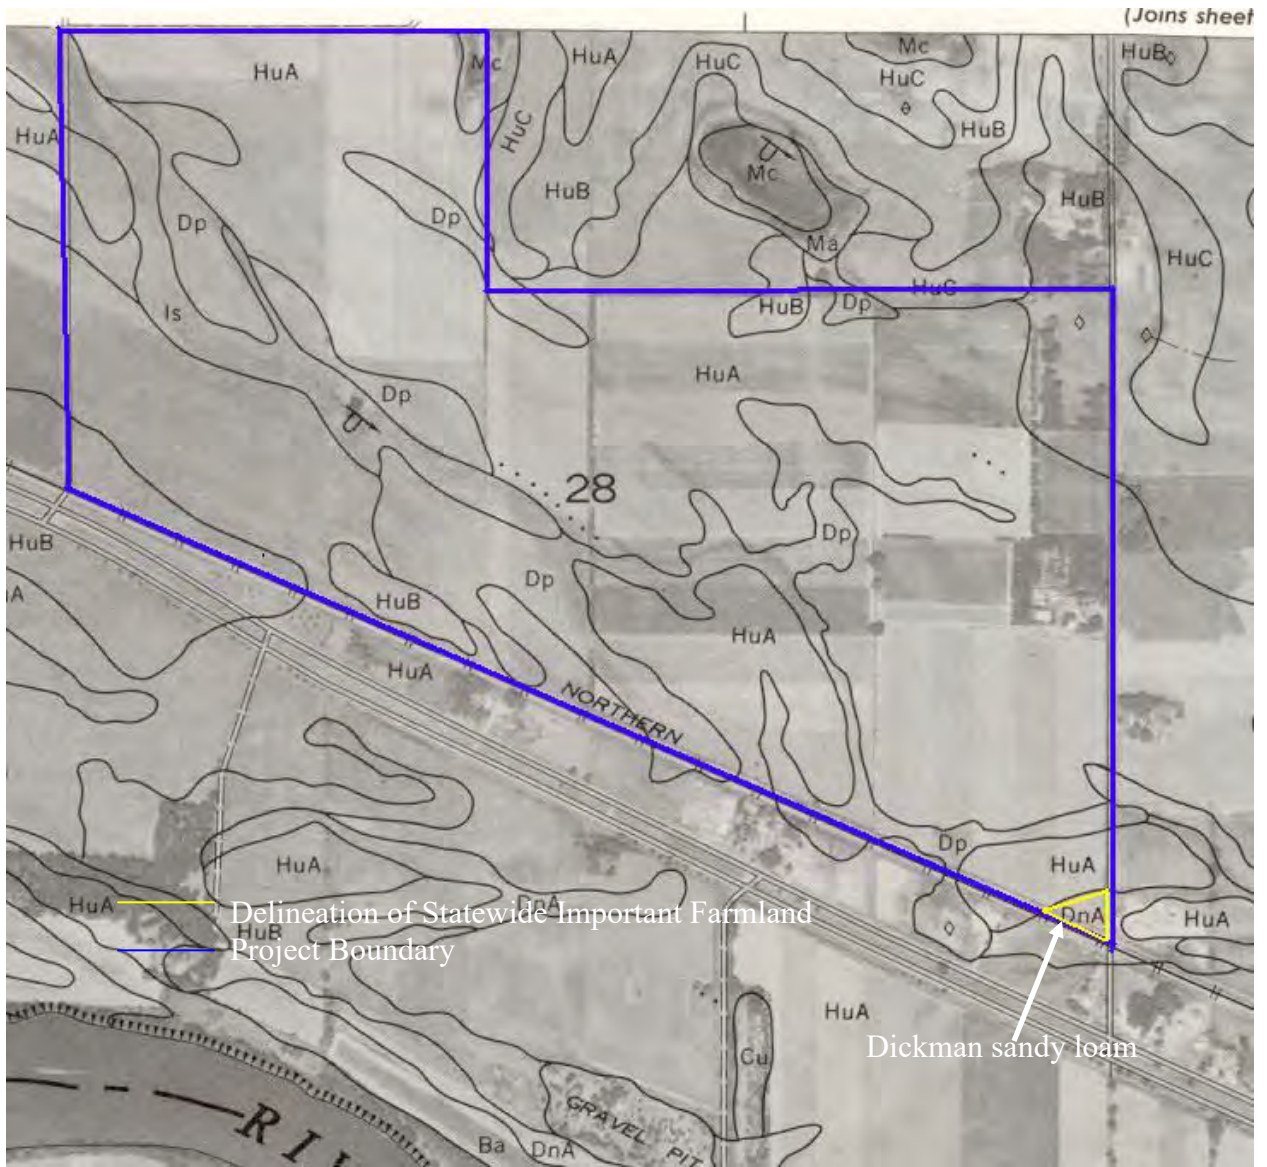 (Joins sheet
HuA
Mc
HuA
HuC
Mc
HuC
HuB
HuA
HuC
HuB
Mc
HuB
HuB
Dp
Dp
Ma
HuC
Is
HuB
Dp
HuC
HuA
Dp
28
Dp
HuB
A
Dp
HuB
HuA
HuA
NORTHERN
Dp
HuA
HuA
HuA
DnA
DnA
HuA
HuB
Delineation of Statewide Important Farmland
Project Boundary
HuA
Dickman sandy loam
Cu
GRAVEL PIT
Ba
DnA